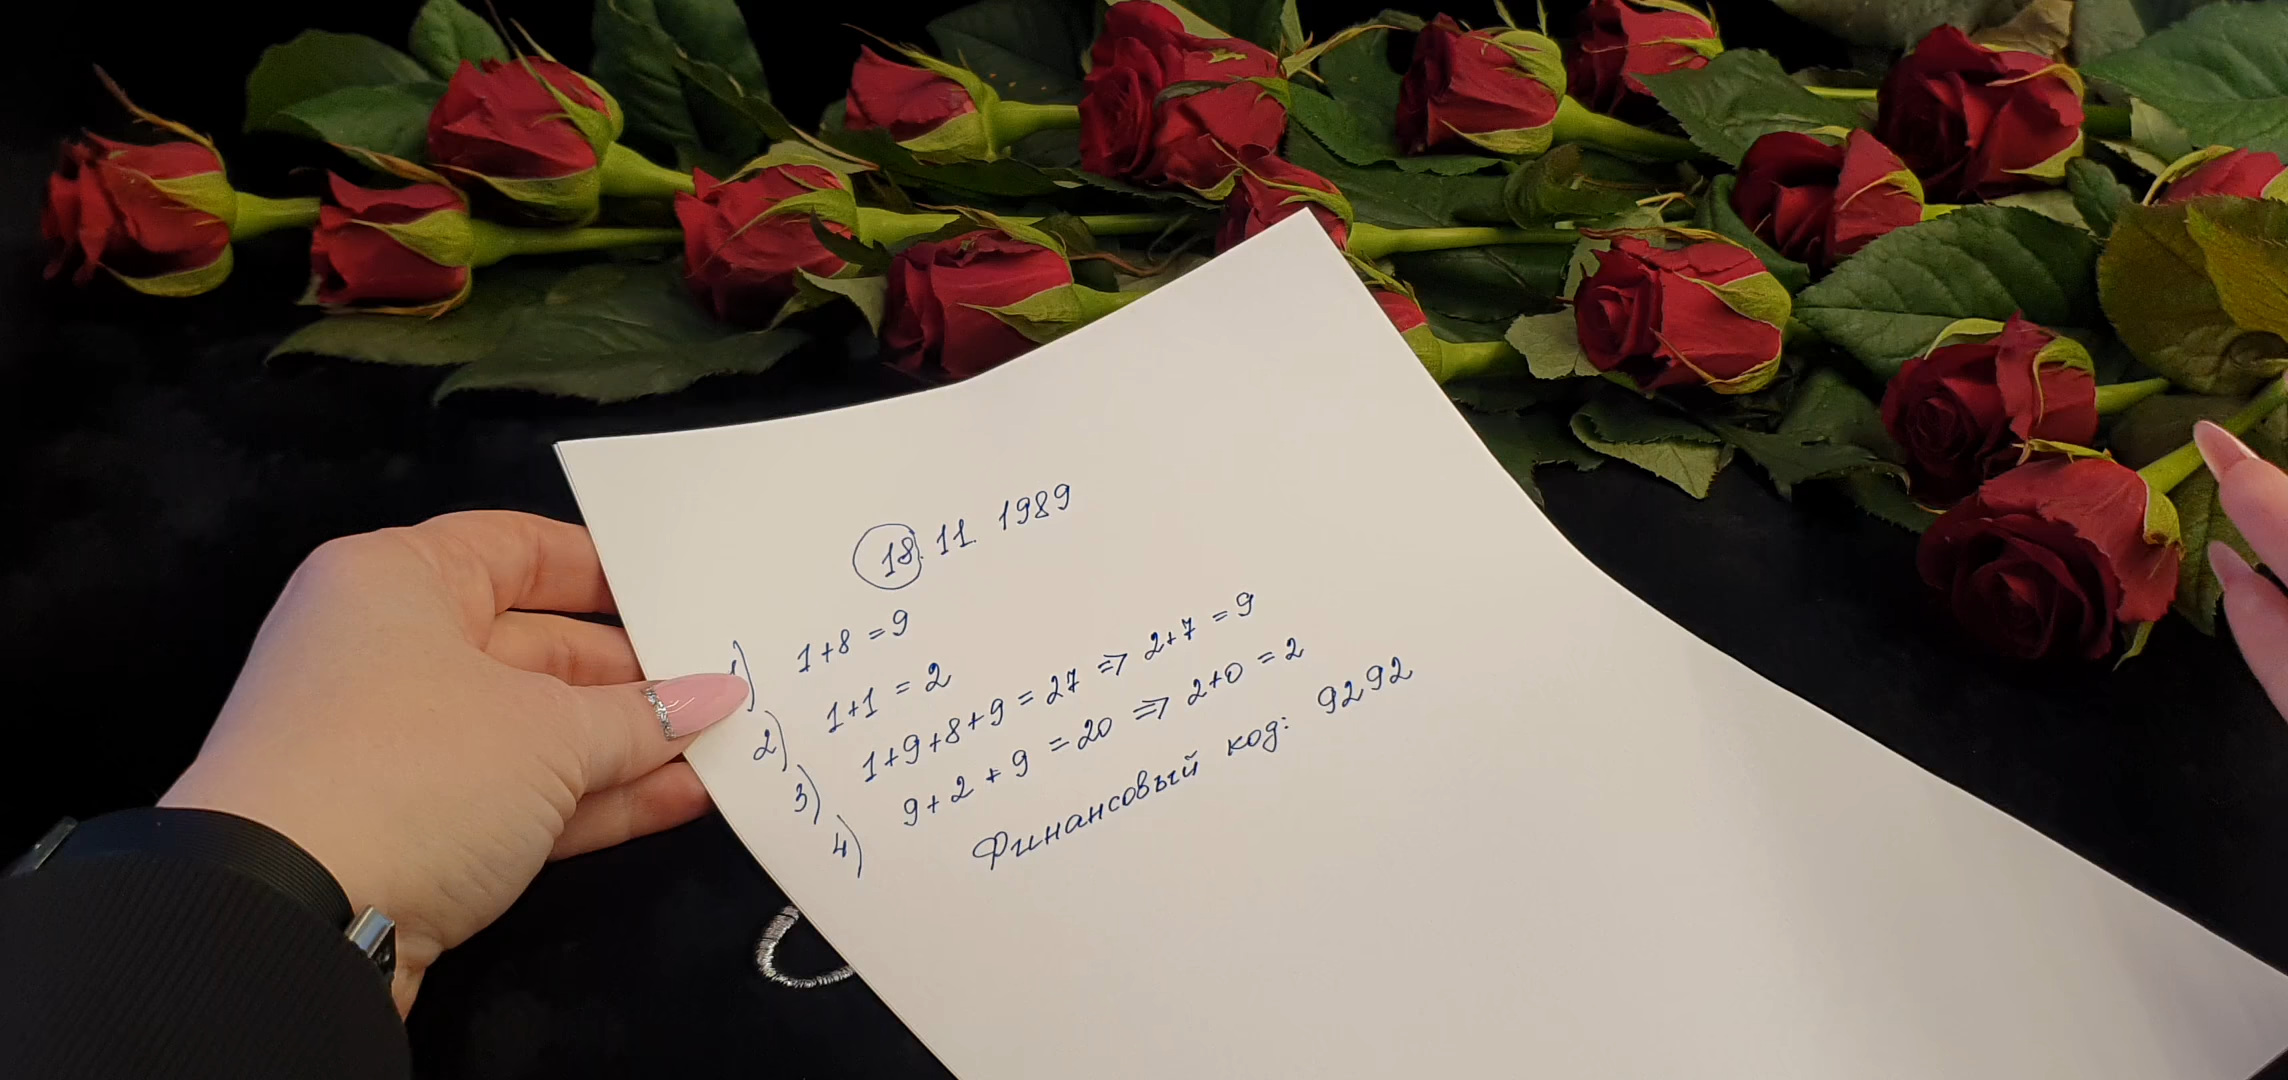 18. 11. 1989
1) 1+8 = 9
2) 1+1 = 2
3) 1+9+8+9 = 27 => 2+7 = 9
4) 9+2+9 = 20 => 2+0 = 2
Финансовый код: 9292